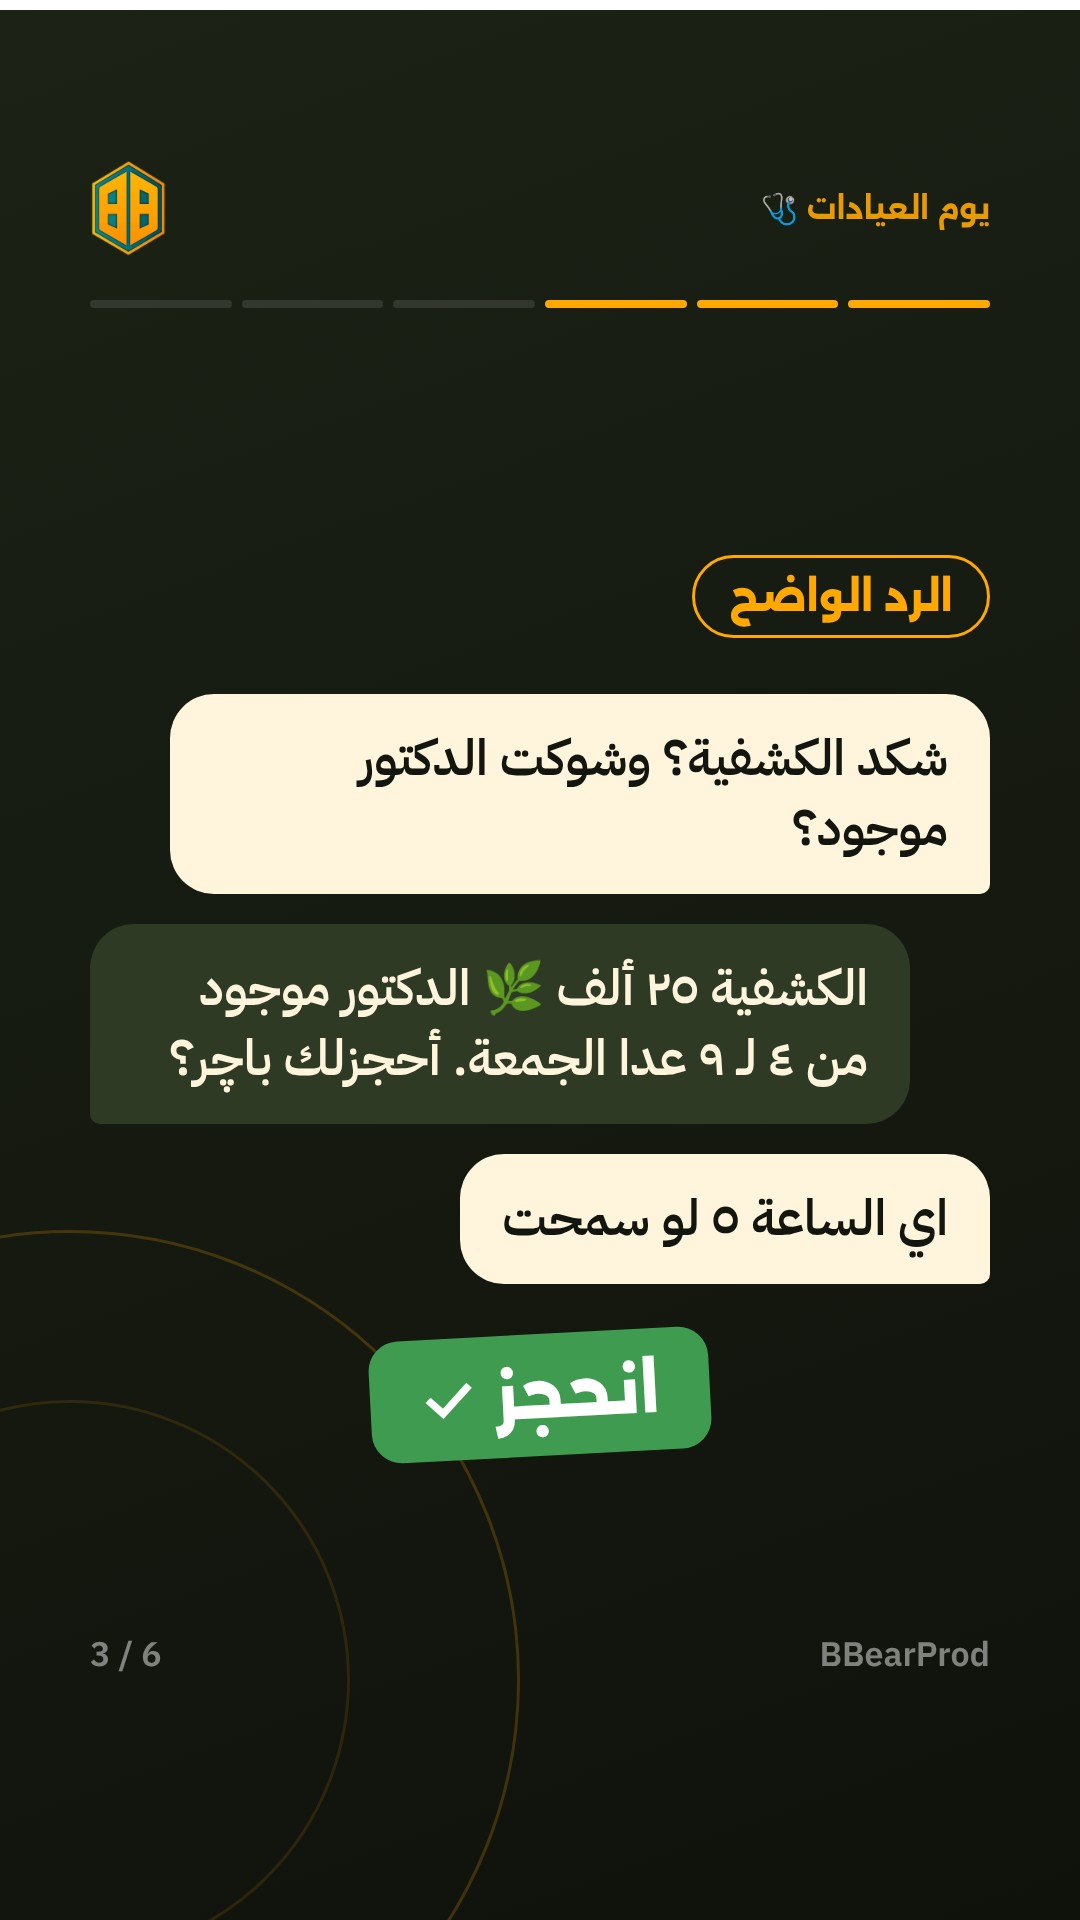 يوم العيادات 🩺
الرد الواضح
شكد الكشفية؟ وشوكت الدكتور
موجود؟
الكشفية ٢٥ ألف 🌿 الدكتور موجود
من ٤ لـ ٩ عدا الجمعة. أحجزلك باچر؟
اي الساعة ٥ لو سمحت
انحجز ✓
BBearProd
3 / 6